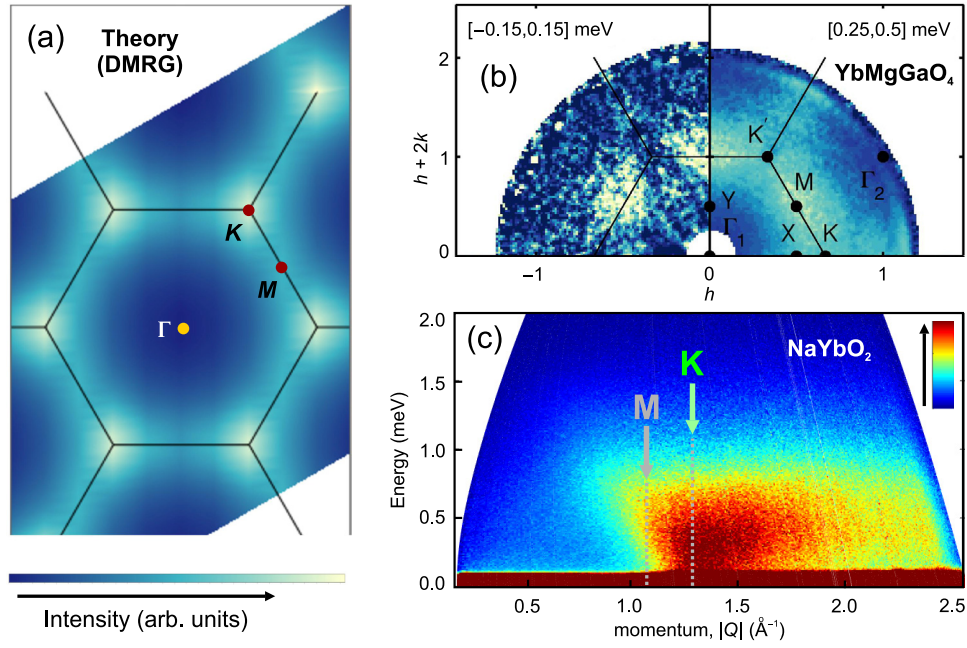 (a)
Theory
(DMRG)
K
M
Γ
Intensity (arb. units)
[−0.15,0.15] meV
[0.25,0.5] meV
(b)
YbMgGaO₄
2
1
0
h + 2k
K′
M
Γ₂
Y
Γ₁
X
K
−1
0
1
h
(c)
NaYbO₂
K
M
2.0
1.5
1.0
0.5
0.0
Energy (meV)
0.5
1.0
1.5
2.0
2.5
momentum, |Q| (Å⁻¹)